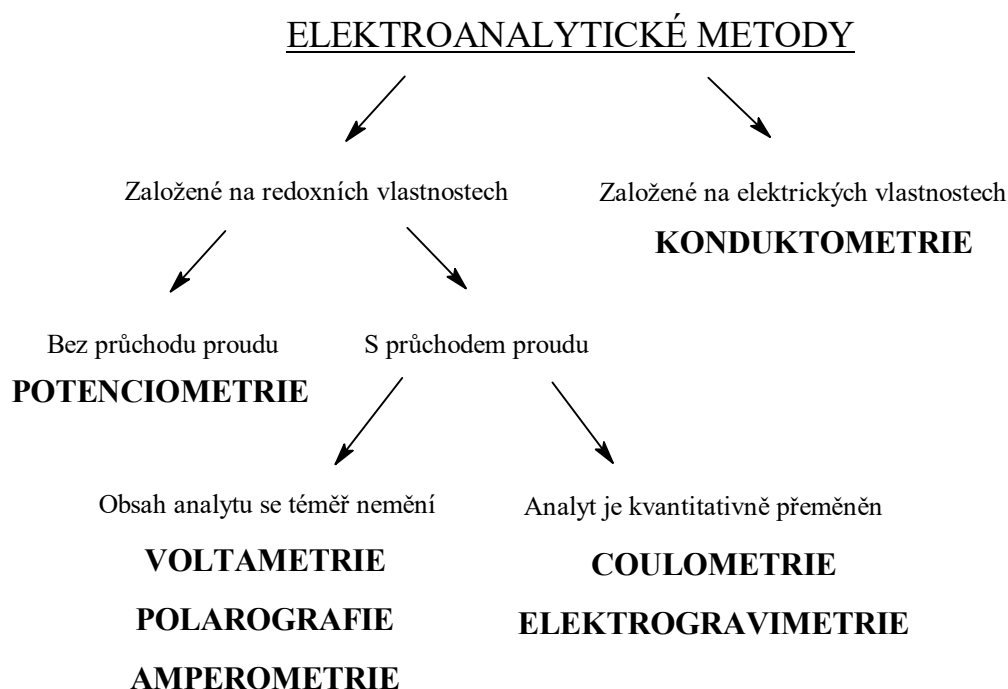 ELEKTROANALYTICKÉ METODY
Založené na redoxních vlastnostech
Založené na elektrických vlastnostech
KONDUKTOMETRIE
Bez průchodu proudu
POTENCIOMETRIE
S průchodem proudu
Obsah analytu se téměř nemění
VOLTAMETRIE
POLAROGRAFIE
AMPEROMETRIE
Analyt je kvantitativně přeměněn
COULOMETRIE
ELEKTROGRAVIMETRIE